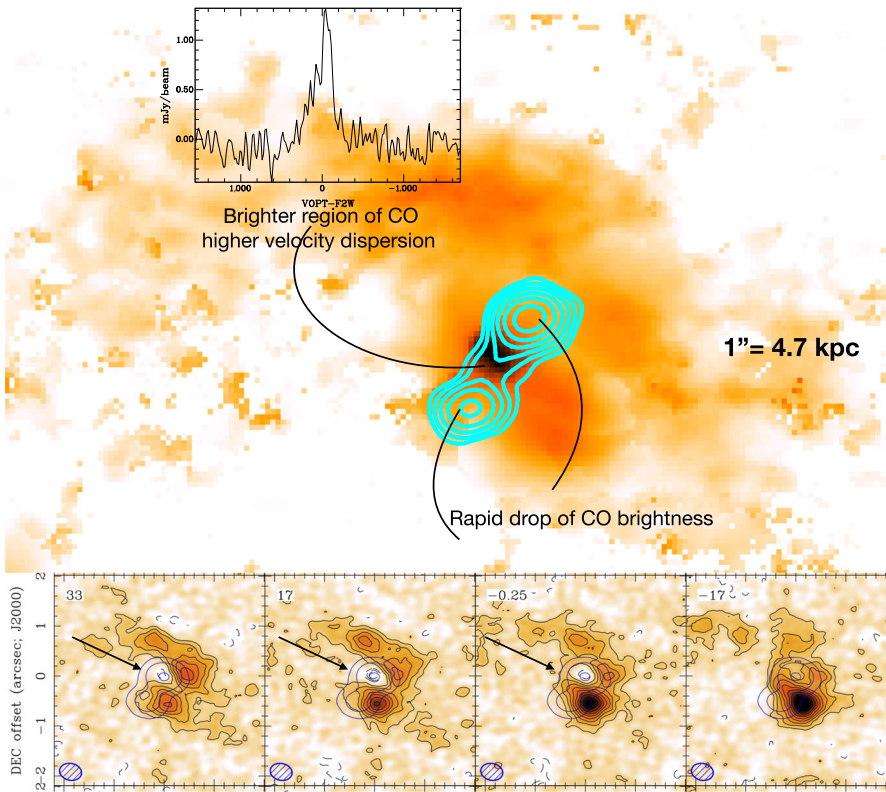 1.00
0.50
0.00
mJy/beam
1,000 0 -1,000
VOPT-F2W
Brighter region of CO
higher velocity dispersion
1”= 4.7 kpc
Rapid drop of CO brightness
33
17
−0.25
−17
DEC offset (arcsec; J2000)
2
1
0
−1
−2
2